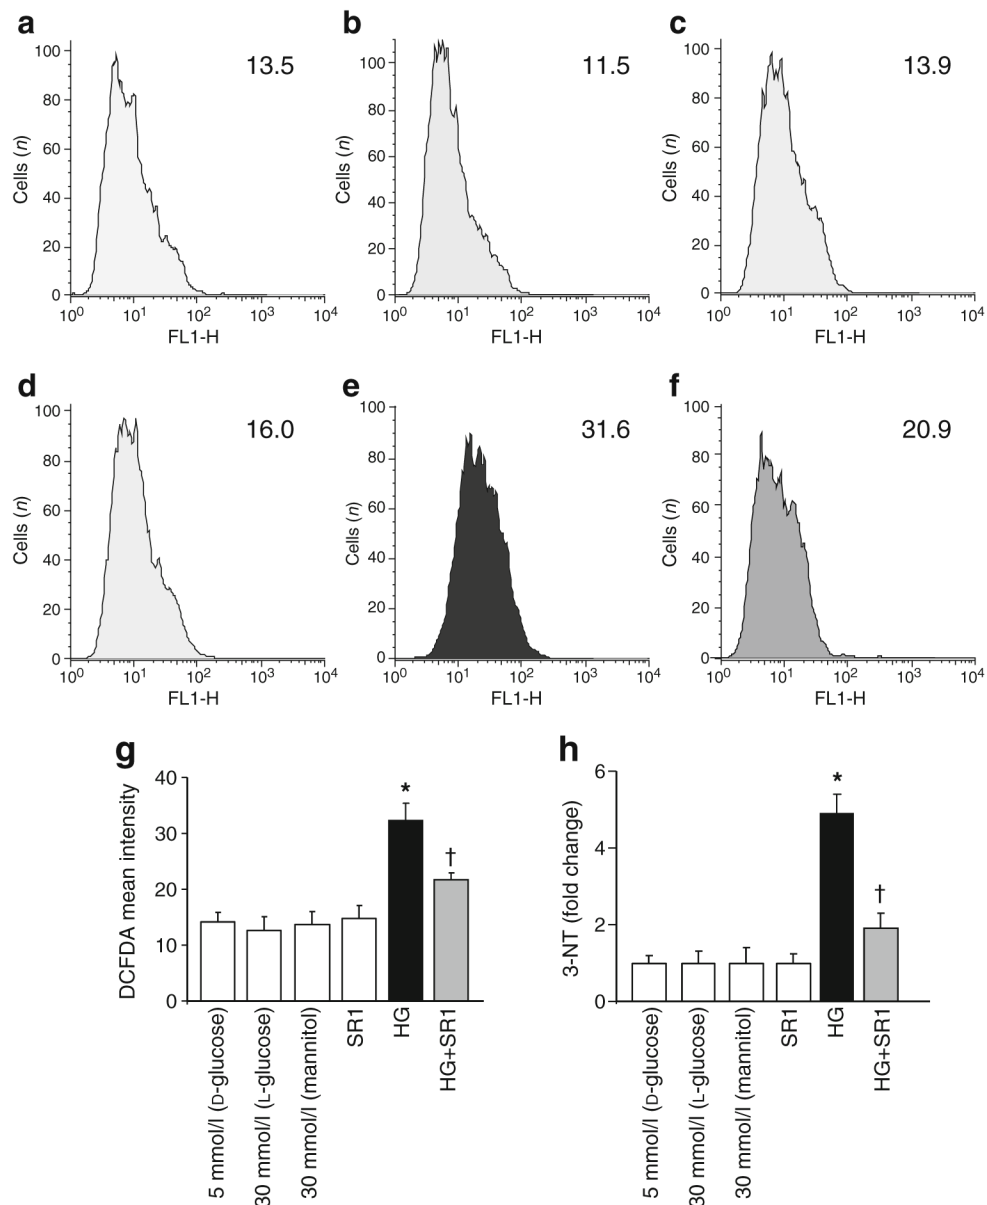 a
b
c
13.5
11.5
13.9
Cells (n)
100
80
60
40
20
0
10⁰ 10¹ 10² 10³ 10⁴
FL1-H
Cells (n)
100
80
60
40
20
0
10⁰ 10¹ 10² 10³ 10⁴
FL1-H
Cells (n)
100
80
60
40
20
0
10⁰ 10¹ 10² 10³ 10⁴
FL1-H
d
e
f
16.0
31.6
20.9
Cells (n)
100
80
60
40
20
0
10⁰ 10¹ 10² 10³ 10⁴
FL1-H
Cells (n)
100
80
60
40
20
0
10⁰ 10¹ 10² 10³ 10⁴
FL1-H
Cells (n)
100
80
60
40
20
0
10⁰ 10¹ 10² 10³ 10⁴
FL1-H
g
DCFDA mean intensity
40
30
20
10
0
*
†
5 mmol/l (D-glucose)
30 mmol/l (L-glucose)
30 mmol/l (mannitol)
SR1
HG
HG+SR1
h
3-NT (fold change)
6
4
2
0
*
†
5 mmol/l (D-glucose)
30 mmol/l (L-glucose)
30 mmol/l (mannitol)
SR1
HG
HG+SR1